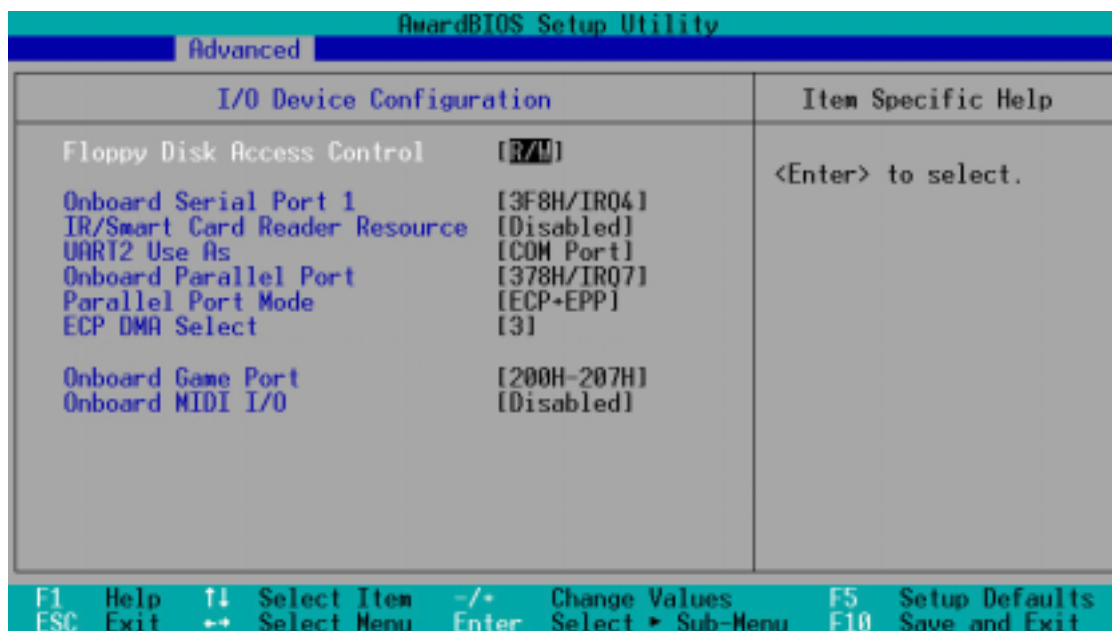 AwardBIOS Setup Utility
Advanced
I/O Device Configuration
Item Specific Help
Floppy Disk Access Control [R/W]
<Enter> to select.
Onboard Serial Port 1 [3F8H/IRQ4]
IR/Smart Card Reader Resource [Disabled]
UART2 Use As [COM Port]
Onboard Parallel Port [378H/IRQ7]
Parallel Port Mode [ECP+EPP]
ECP DMA Select [3]
Onboard Game Port [200H-207H]
Onboard MIDI I/O [Disabled]
F1 Help ↑↓ Select Item -/+ Change Values F5 Setup Defaults
ESC Exit ←→ Select Menu Enter Select ► Sub-Menu F10 Save and Exit